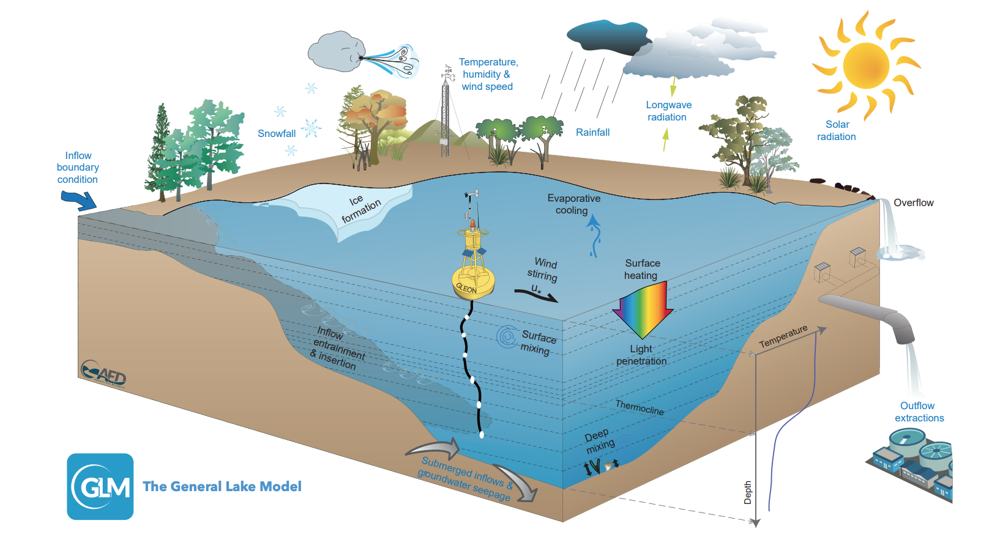 Temperature,
humidity &
wind speed
Longwave
radiation
Snowfall
Rainfall
Solar
radiation
Inflow
boundary
condition
Ice
formation
Evaporative
cooling
Overflow
Wind
stirring
u*
Surface
heating
GLEON
Inflow
entrainment
& insertion
Surface
mixing
Light
penetration
Temperature
Thermocline
Outflow
extractions
Deep
mixing
Submerged inflows &
groundwater seepage
Depth
AED
GLM
The General Lake Model